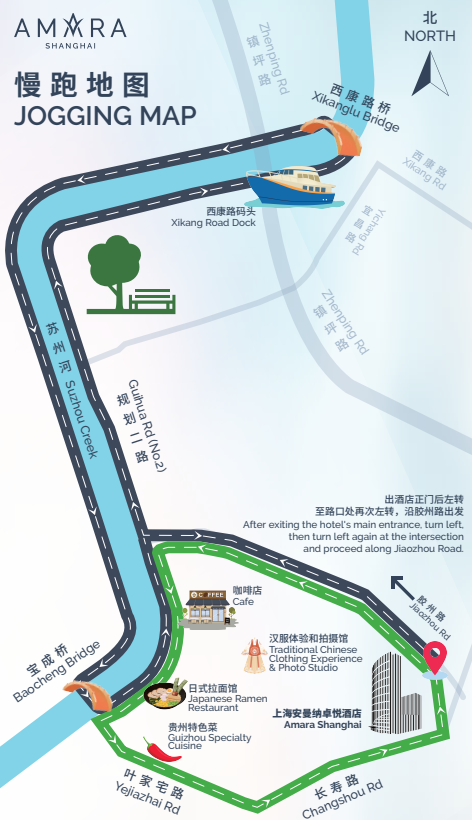 AMARA
SHANGHAI
北
NORTH
慢跑地图
JOGGING MAP
镇坪路
Zhenping Rd
西康路桥
Xikanglu Bridge
西康路
Xikang Rd
宜昌路
Yichang Rd
西康路码头
Xikang Road Dock
Zhenping Rd
镇坪路
苏州河 Suzhou Creek
Guihua Rd (No.2)
规划二路
出酒店正门后左转
至路口处再次左转，沿胶州路出发
After exiting the hotel's main entrance, turn left,
then turn left again at the intersection
and proceed along Jiaozhou Road.
胶州路
Jiaozhou Rd
COFFEE
咖啡店
Cafe
汉服体验和拍摄馆
Traditional Chinese
Clothing Experience
& Photo Studio
宝成桥
Baocheng Bridge
日式拉面馆
Japanese Ramen
Restaurant
上海安曼纳卓悦酒店
Amara Shanghai
贵州特色菜
Guizhou Specialty
Cuisine
叶家宅路
Yejiazhai Rd
长寿路
Changshou Rd